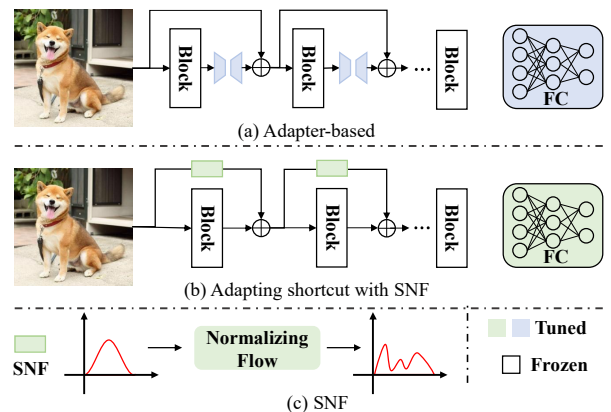 Block
Block
...
Block
FC
(a) Adapter-based
Block
Block
...
Block
FC
(b) Adapting shortcut with SNF
SNF
Normalizing
Flow
Tuned
Frozen
(c) SNF